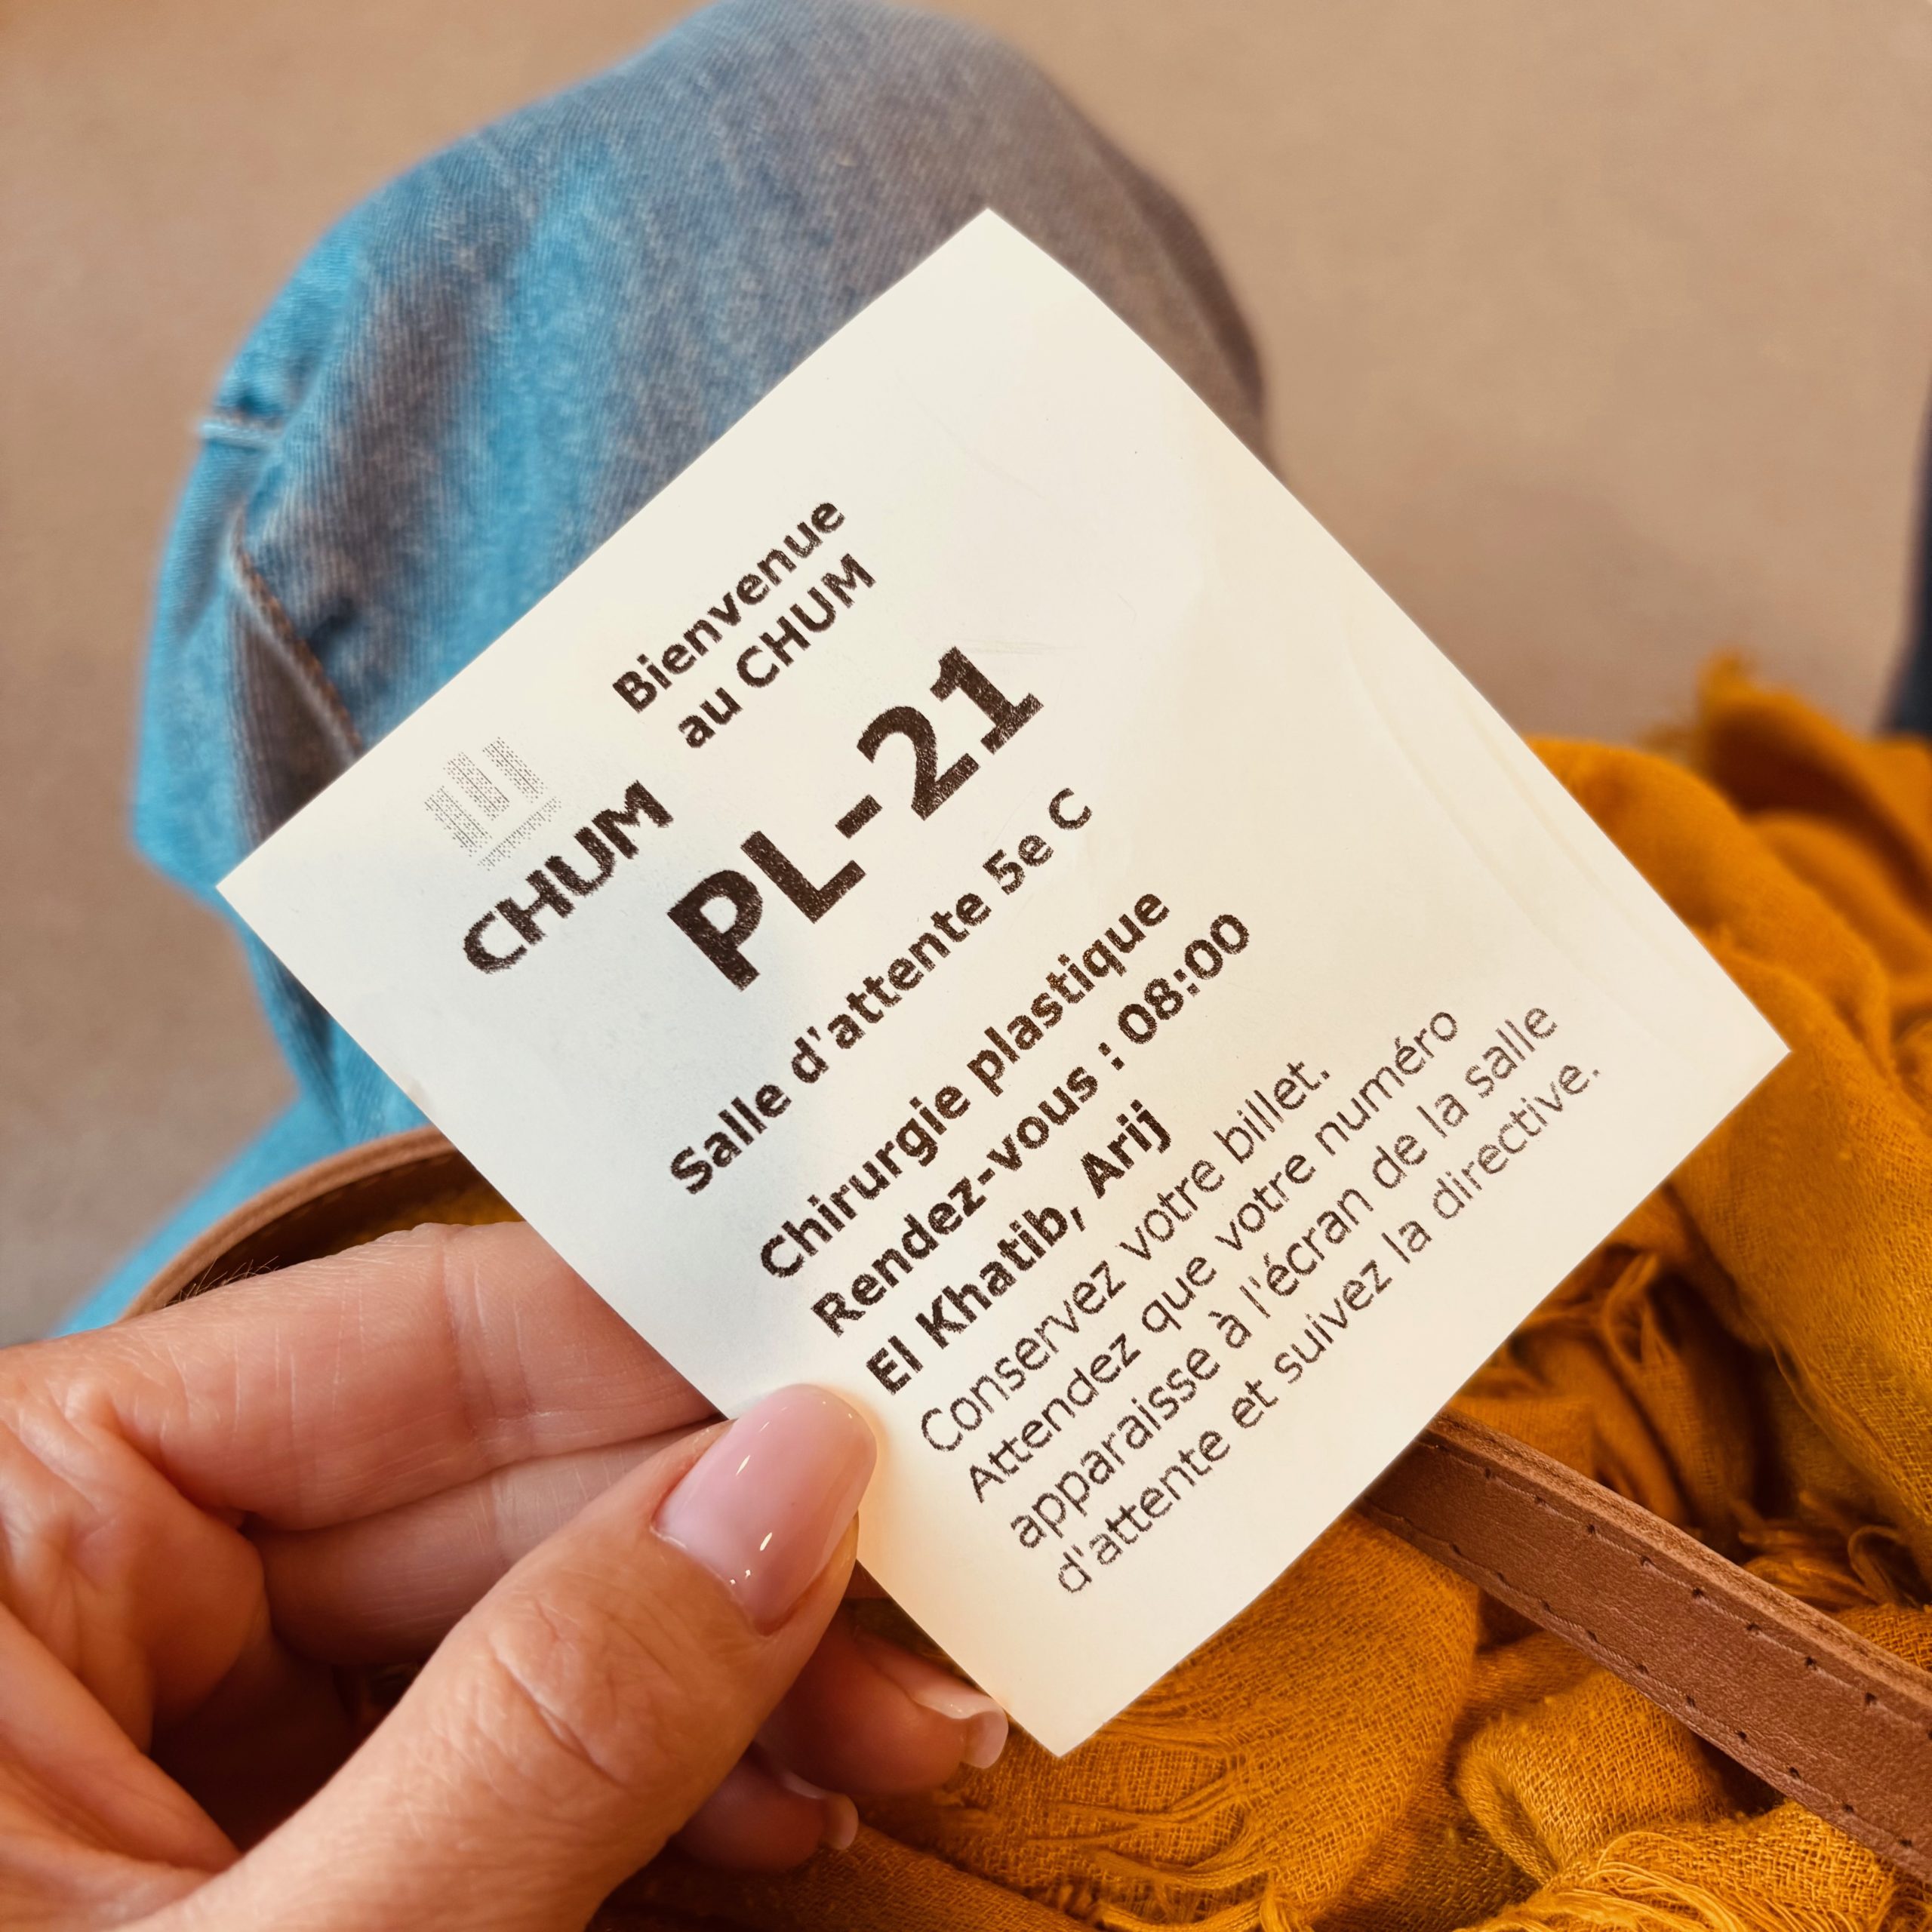 CHUM
Bienvenue
au CHUM
PL-21
Salle d'attente 5e C
Chirurgie plastique
Rendez-vous : 08:00
El Khatib, Arij
Conservez votre billet.
Attendez que votre numéro
apparaisse à l'écran de la salle
d'attente et suivez la directive.